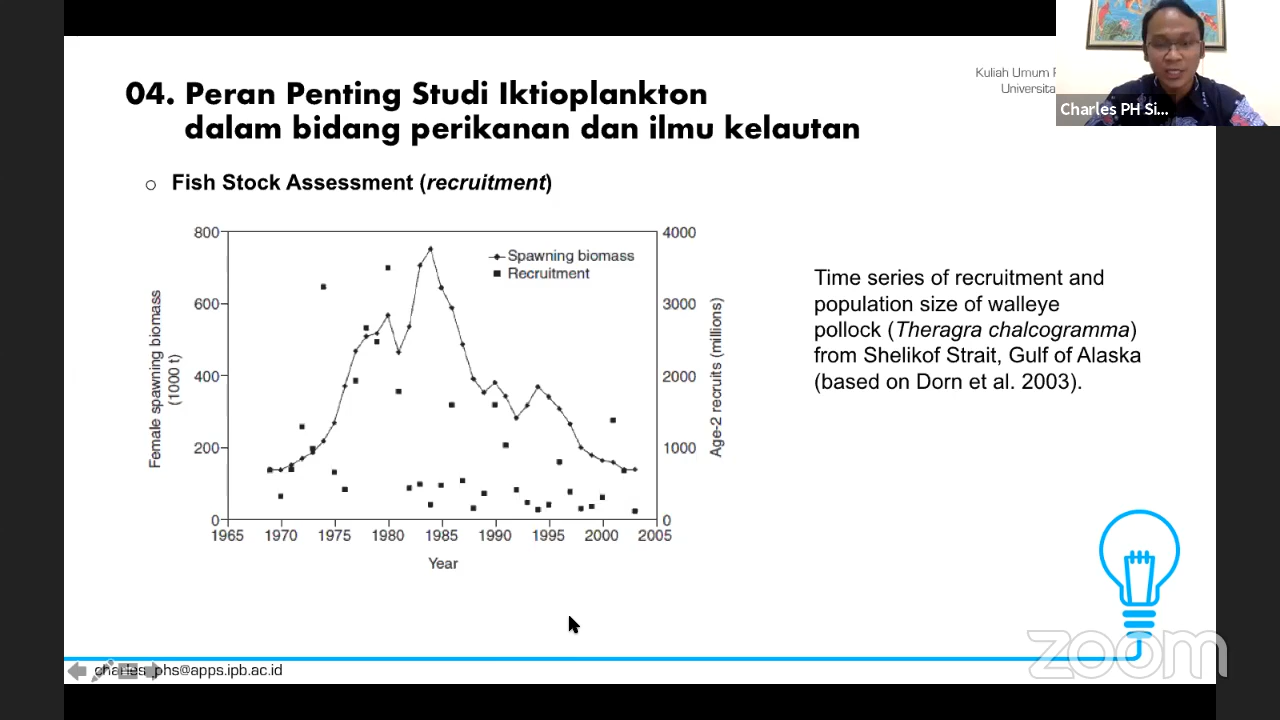 Kuliah Umum
Universita
Charles PH Si...
04. Peran Penting Studi Iktioplankton
dalam bidang perikanan dan ilmu kelautan
o Fish Stock Assessment (recruitment)
800
600
400
200
0
Female spawning biomass
(1000 t)
Spawning biomass
Recruitment
4000
3000
2000
1000
0
Age-2 recruits (millions)
1965 1970 1975 1980 1985 1990 1995 2000 2005
Year
Time series of recruitment and
population size of walleye
pollock (Theragra chalcogramma)
from Shelikof Strait, Gulf of Alaska
(based on Dorn et al. 2003).
charles_phs@apps.ipb.ac.id
zoom